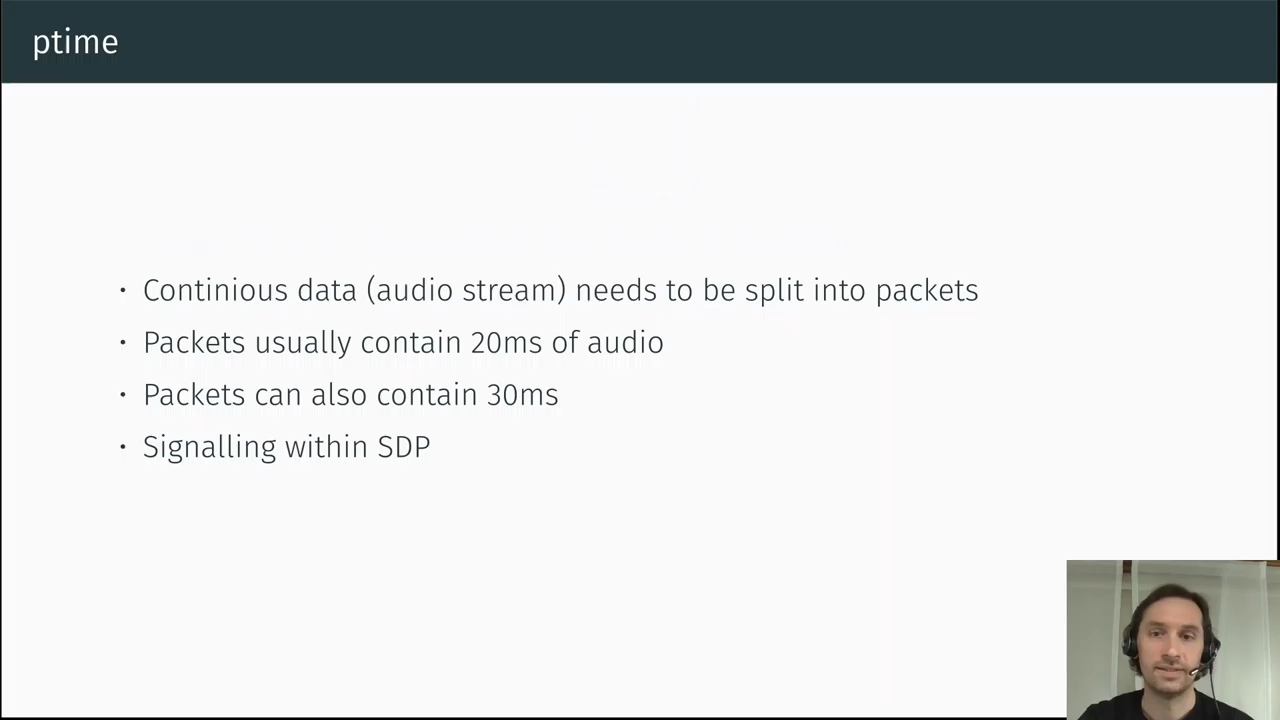 ptime
• Continious data (audio stream) needs to be split into packets
• Packets usually contain 20ms of audio
• Packets can also contain 30ms
• Signalling within SDP